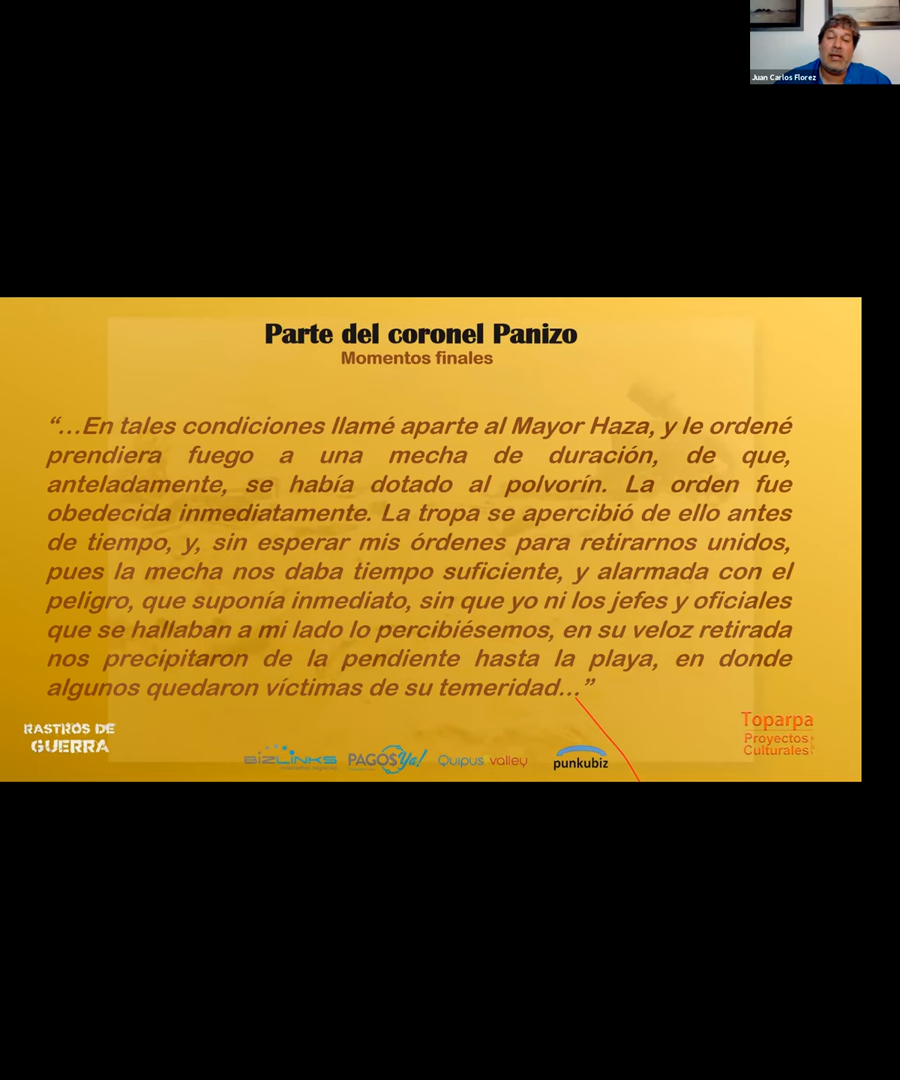 Juan Carlos Florez
Parte del coronel Panizo
Momentos finales
“...En tales condiciones llamé aparte al Mayor Haza, y le ordené
prendiera fuego a una mecha de duración, de que,
anteladamente, se había dotado al polvorín. La orden fue
obedecida inmediatamente. La tropa se apercibió de ello antes
de tiempo, y, sin esperar mis órdenes para retirarnos unidos,
pues la mecha nos daba tiempo suficiente, y alarmada con el
peligro, que suponía inmediato, sin que yo ni los jefes y oficiales
que se hallaban a mi lado lo percibiésemos, en su veloz retirada
nos precipitaron de la pendiente hasta la playa, en donde
algunos quedaron víctimas de su temeridad...”
RASTROS DE
GUERRA
BIZLINKS
PAGOS Ya!
Quipus valley
punkubiz
Toparpa
Proyectos
Culturales